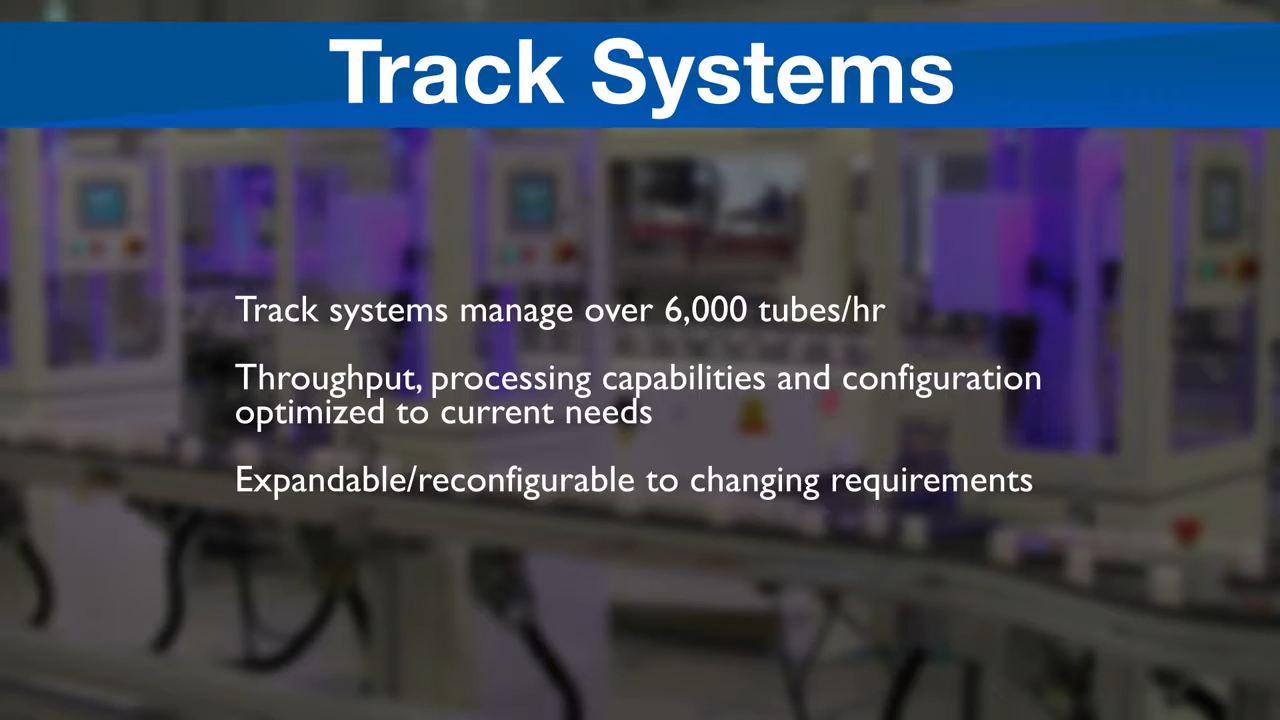 Track Systems
Track systems manage over 6,000 tubes/hr
Throughput, processing capabilities and configuration
optimized to current needs
Expandable/reconfigurable to changing requirements